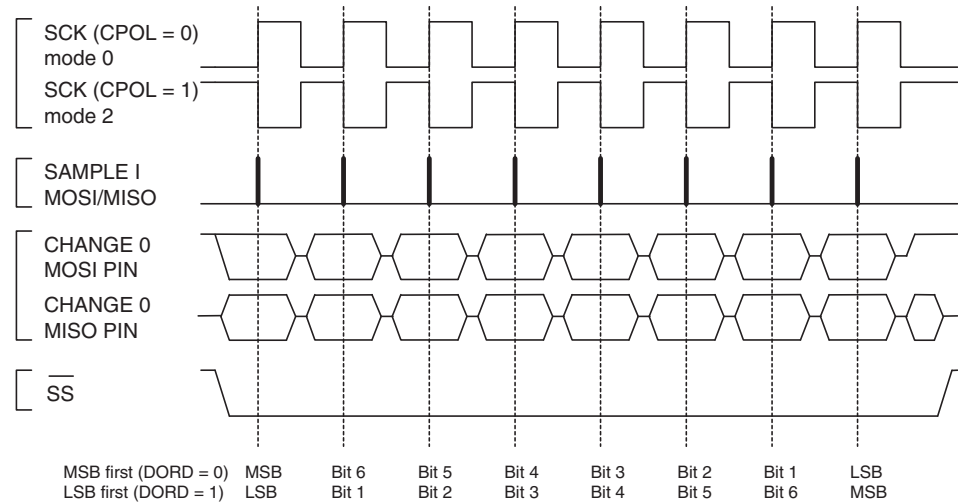 SCK (CPOL = 0)
mode 0
SCK (CPOL = 1)
mode 2
SAMPLE I
MOSI/MISO
CHANGE 0
MOSI PIN
CHANGE 0
MISO PIN
SS
MSB first (DORD = 0) MSB Bit 6 Bit 5 Bit 4 Bit 3 Bit 2 Bit 1 LSB
LSB first (DORD = 1) LSB Bit 1 Bit 2 Bit 3 Bit 4 Bit 5 Bit 6 MSB